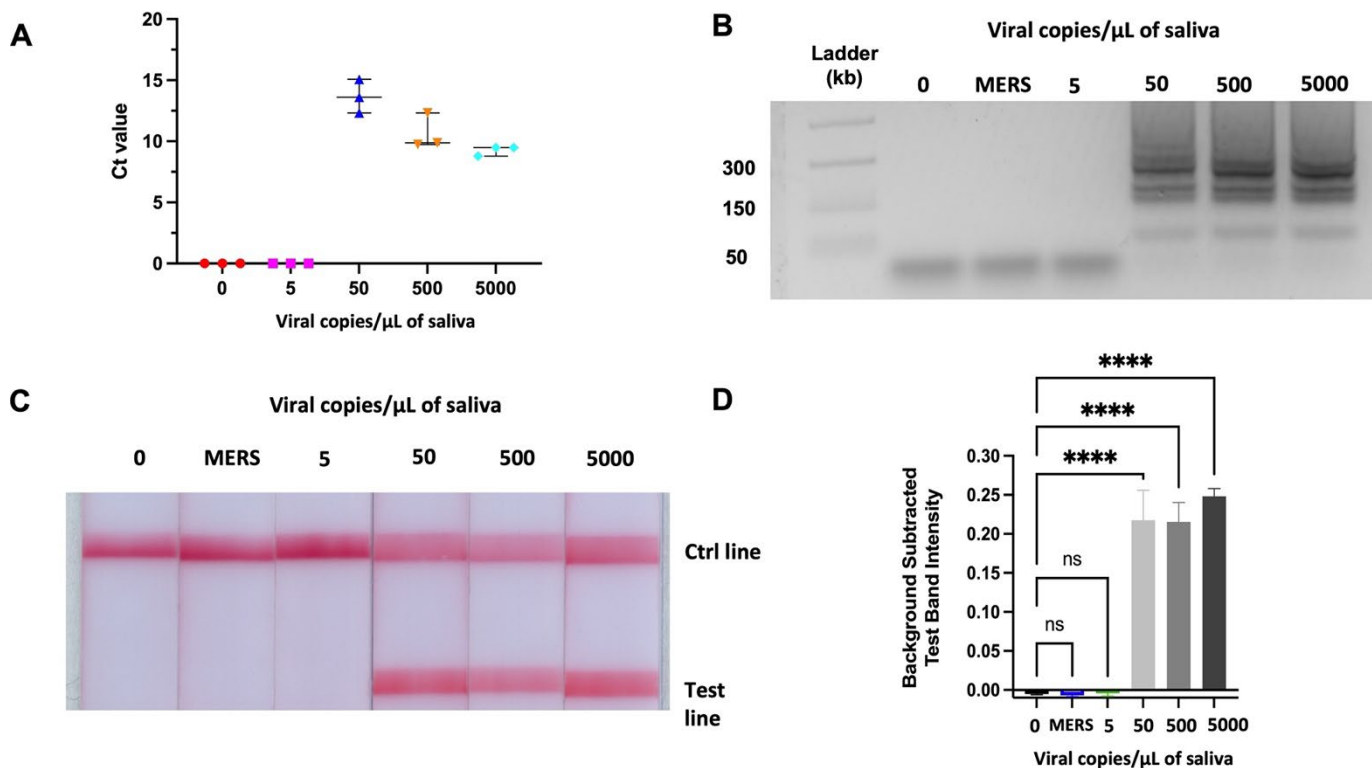 A
20
15
10
5
0
Ct value
0 5 50 500 5000
Viral copies/µL of saliva
B
Viral copies/µL of saliva
Ladder
(kb)
0 MERS 5 50 500 5000
300
150
50
C
Viral copies/µL of saliva
0 MERS 5 50 500 5000
Ctrl line
Test
line
D
****
****
****
ns
ns
0.30
0.25
0.20
0.15
0.10
0.05
0.00
Background Subtracted
Test Band Intensity
0 MERS 5 50 500 5000
Viral copies/µL of saliva